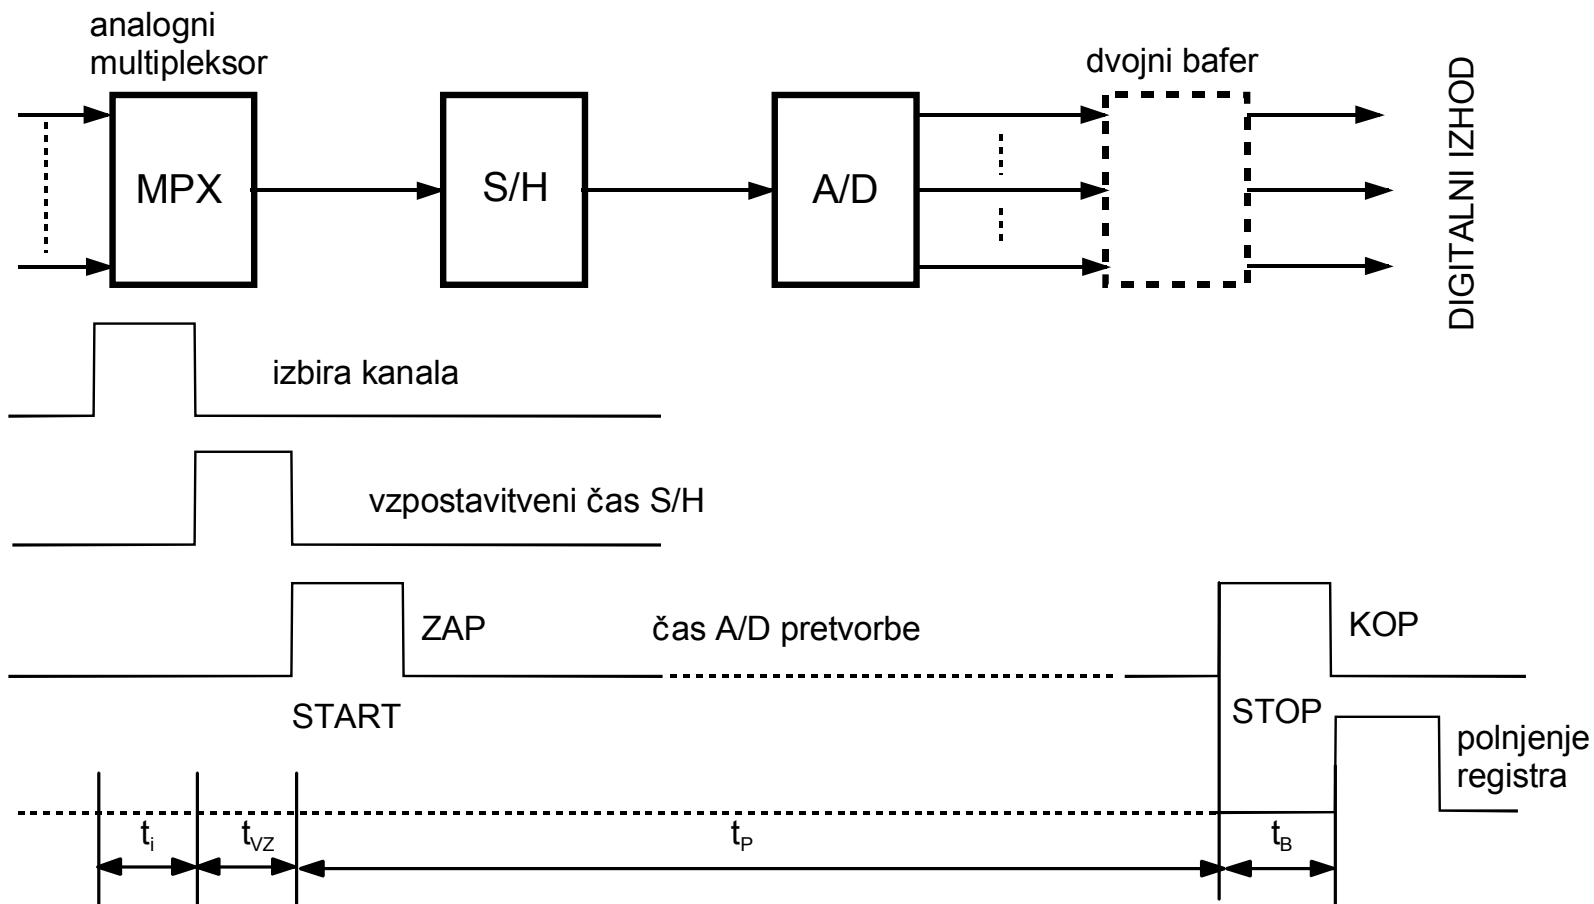 analogni
multipleksor
dvojni bafer
MPX
S/H
A/D
DIGITALNI IZHOD
izbira kanala
vzpostavitveni čas S/H
ZAP
čas A/D pretvorbe
KOP
START
STOP
polnjenje
registra
tᵢ
t_VZ
t_P
t_B